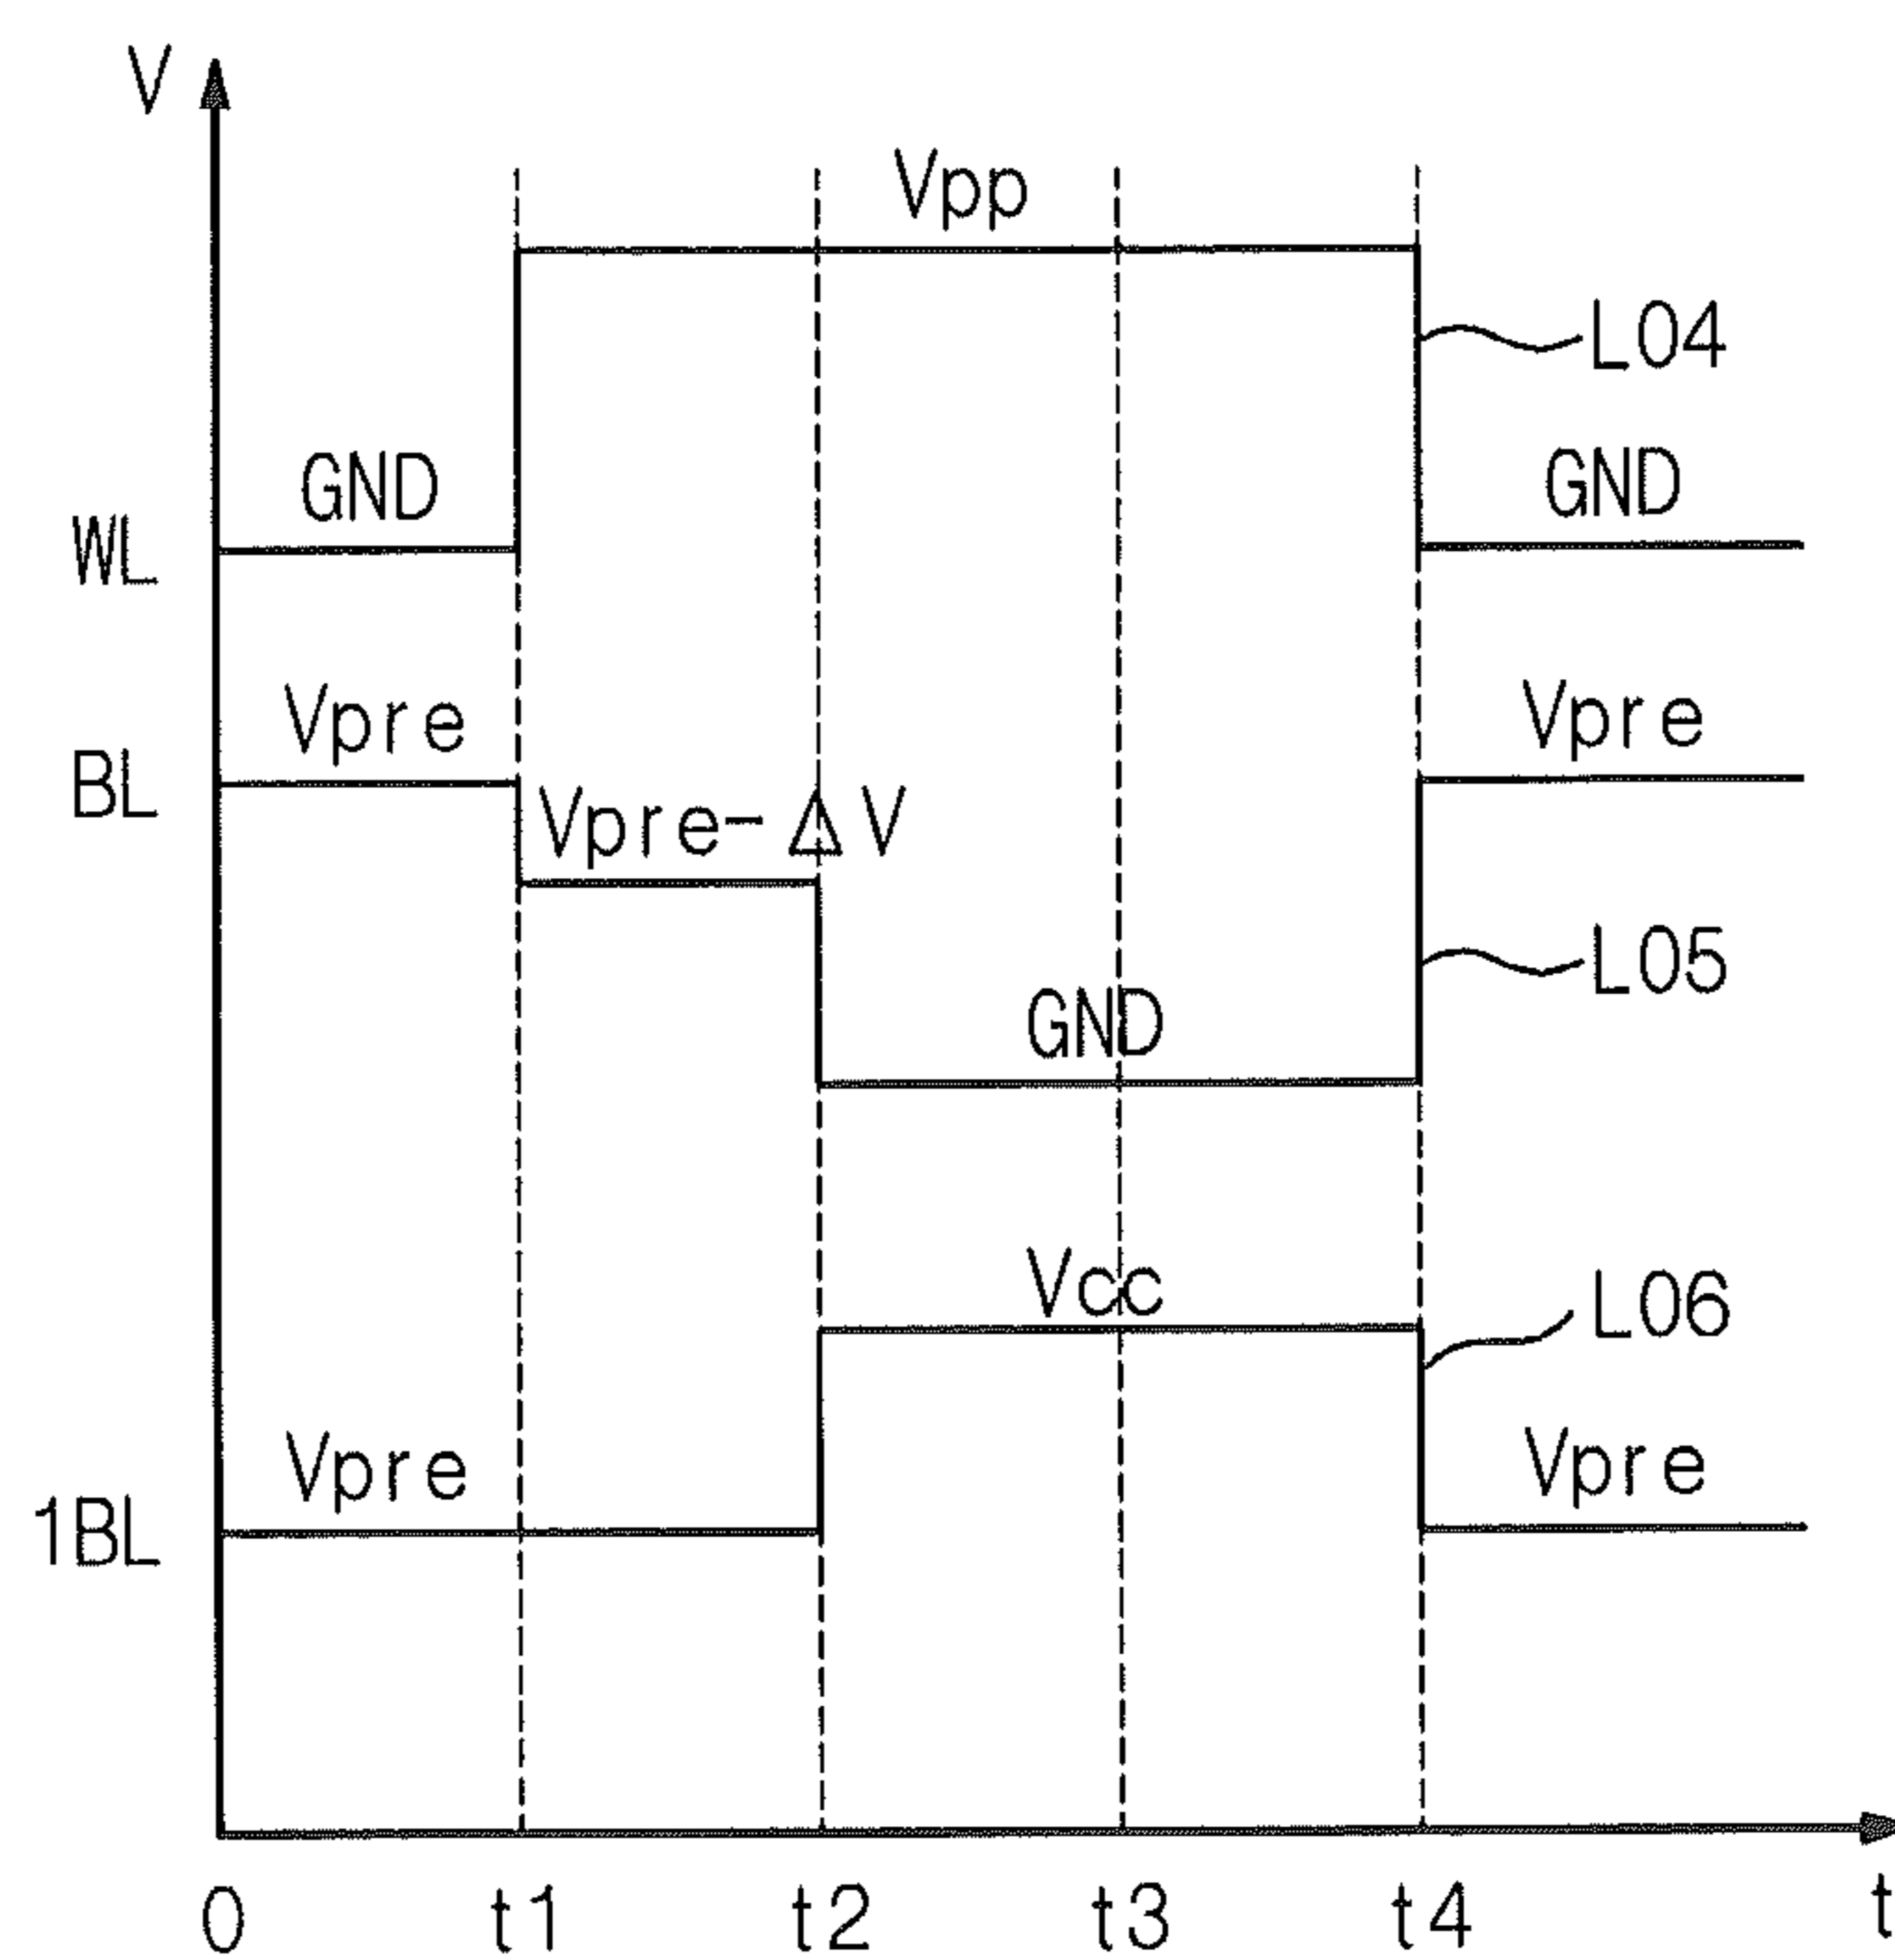 V
Vpp
L04
GND
GND
WL
Vpre
Vpre
BL
Vpre-ΔV
L05
GND
Vcc
L06
Vpre
Vpre
1BL
0 t1 t2 t3 t4 t